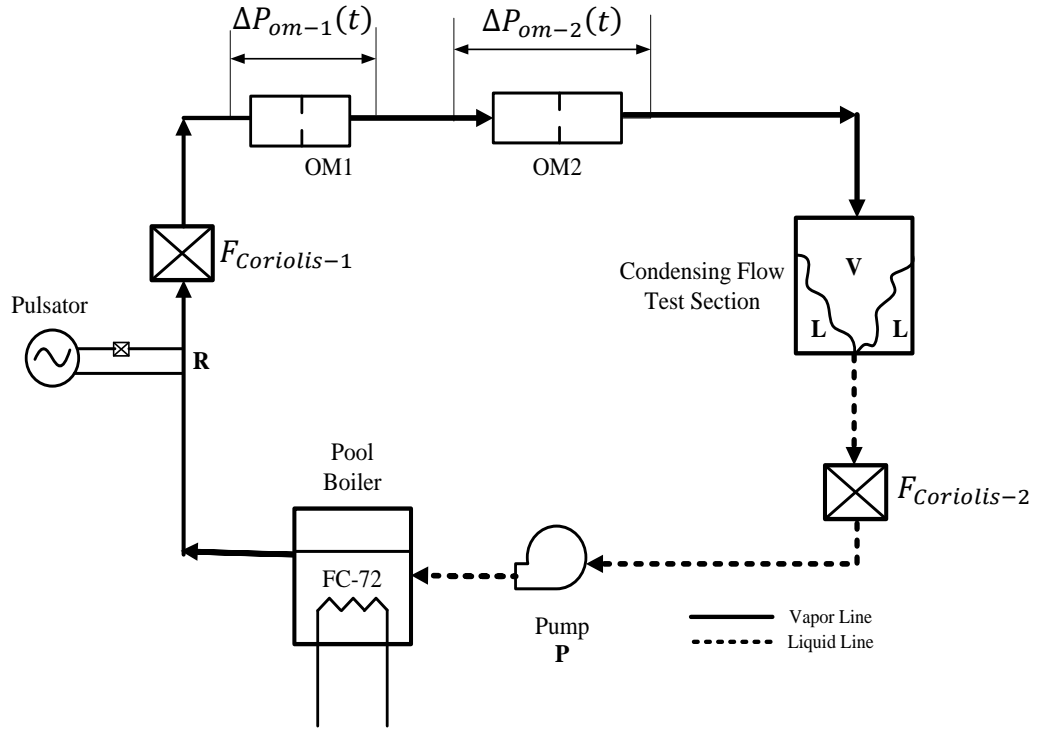 ΔP_{om−1}(t)
ΔP_{om−2}(t)
OM1
OM2
F_{Coriolis−1}
Condensing Flow
Test Section
V
L
L
Pulsator
R
Pool
Boiler
FC-72
F_{Coriolis−2}
Pump
P
Vapor Line
Liquid Line